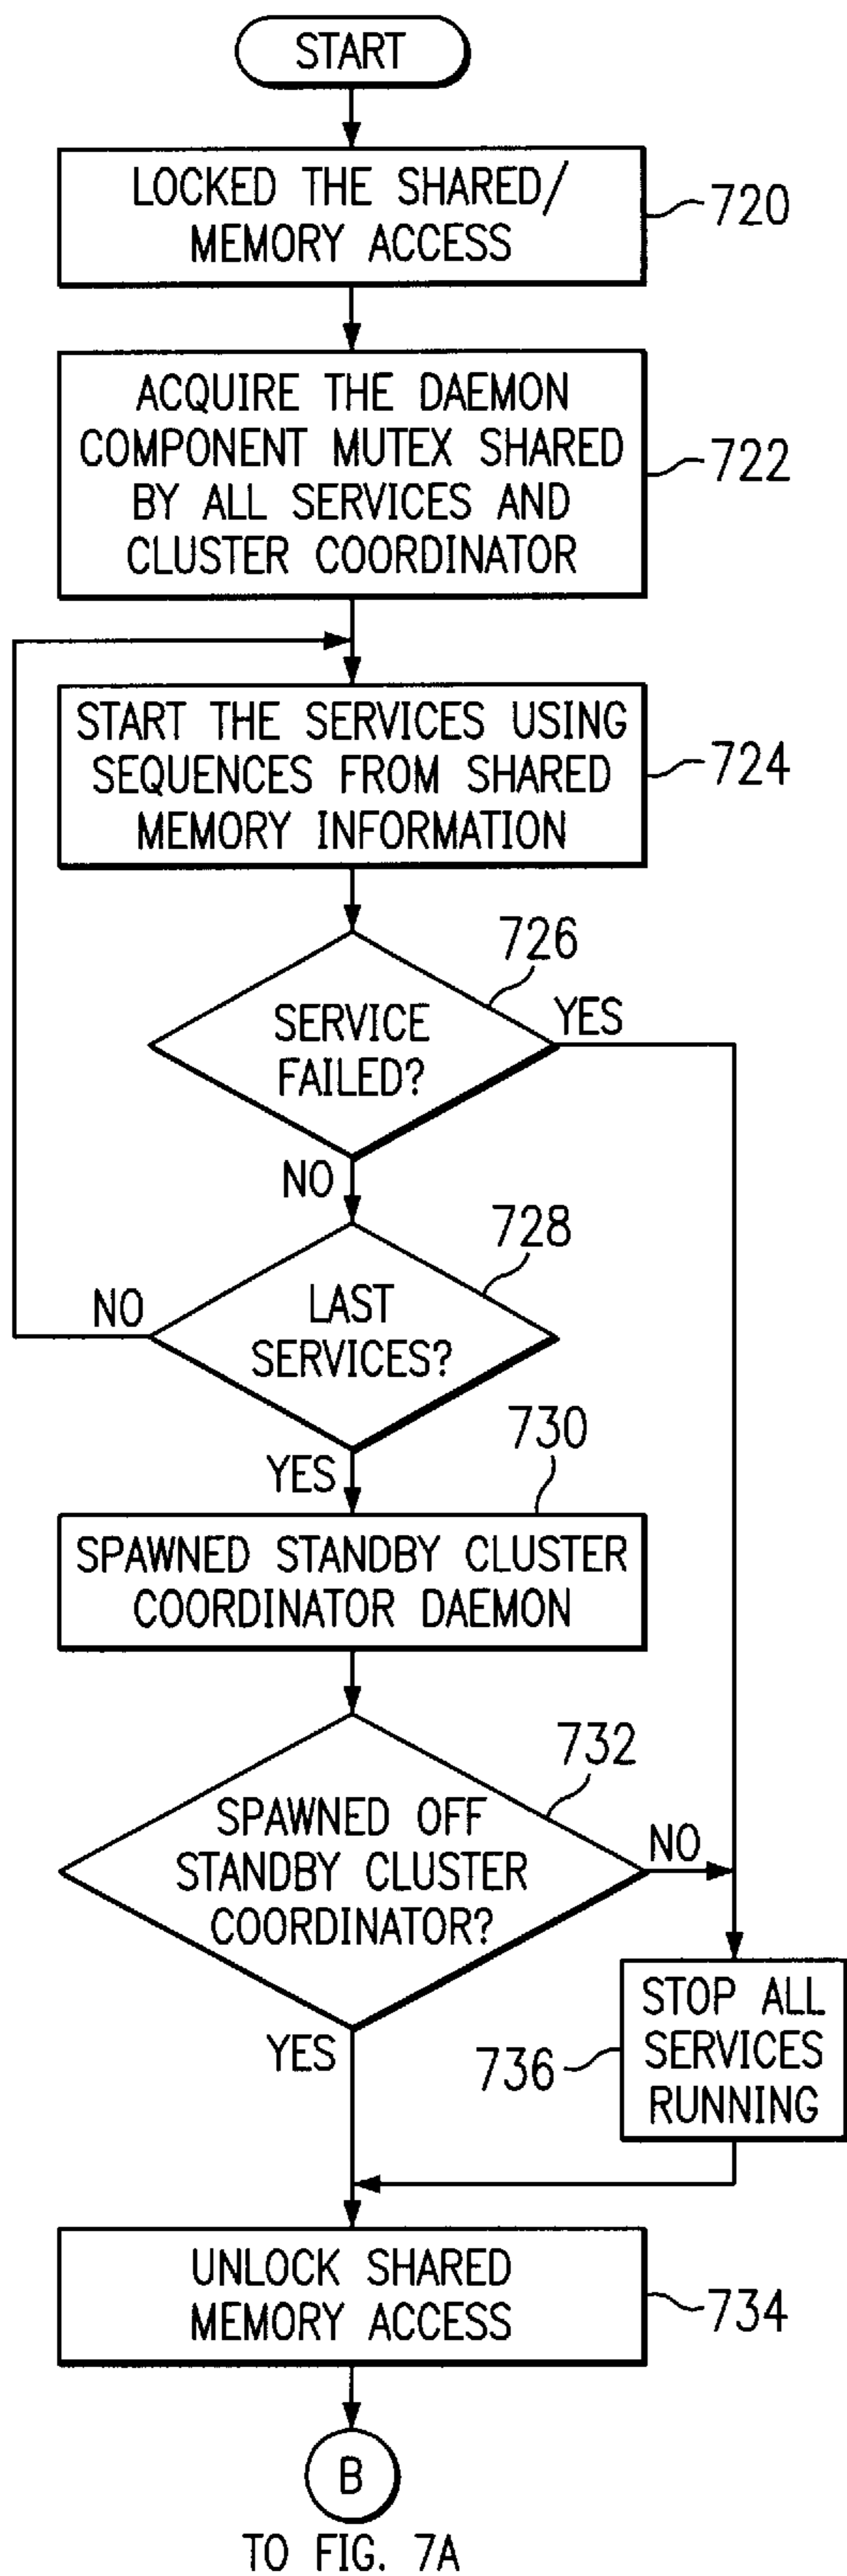 START
LOCKED THE SHARED/
MEMORY ACCESS
720
ACQUIRE THE DAEMON
COMPONENT MUTEX SHARED
BY ALL SERVICES AND
CLUSTER COORDINATOR
722
START THE SERVICES USING
SEQUENCES FROM SHARED
MEMORY INFORMATION
724
726
SERVICE
FAILED?
YES
NO
728
LAST
SERVICES?
NO
YES
730
SPAWNED STANDBY CLUSTER
COORDINATOR DAEMON
732
SPAWNED OFF
STANDBY CLUSTER
COORDINATOR?
NO
YES
STOP ALL
SERVICES
RUNNING
736
UNLOCK SHARED
MEMORY ACCESS
734
B
TO FIG. 7A